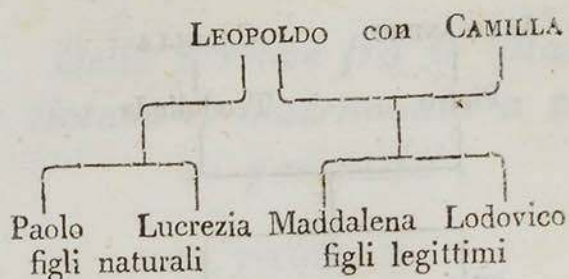 LEOPOLDO con CAMILLA
Paolo Lucrezia Maddalena Lodovico
figli naturali figli legittimi